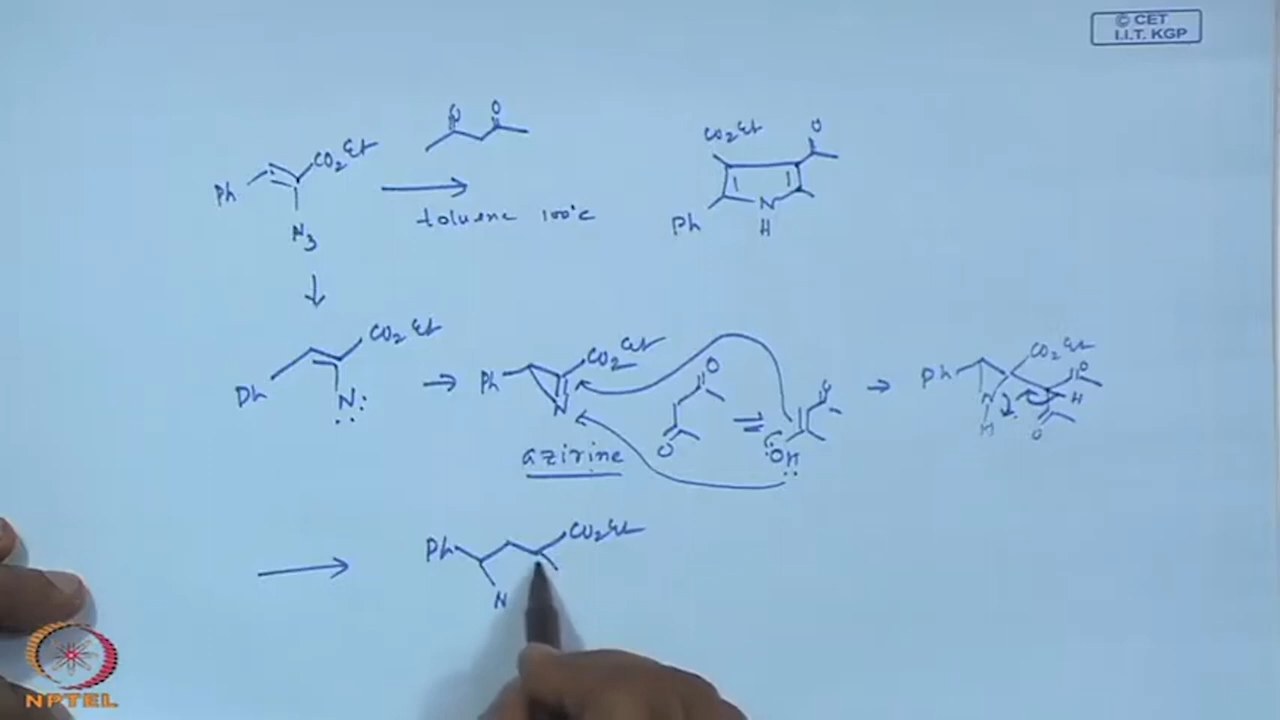 © CET
I.I.T. KGP
O O
CO2Et O
Ph CO2Et
N3
toluene 100°C
Ph N
H
CO2Et
Ph N:
Ph CO2Et
N
O
O
O
OH
azirine
Ph CO2Et
N O
H H
O
Ph CO2Et
N
NPTEL